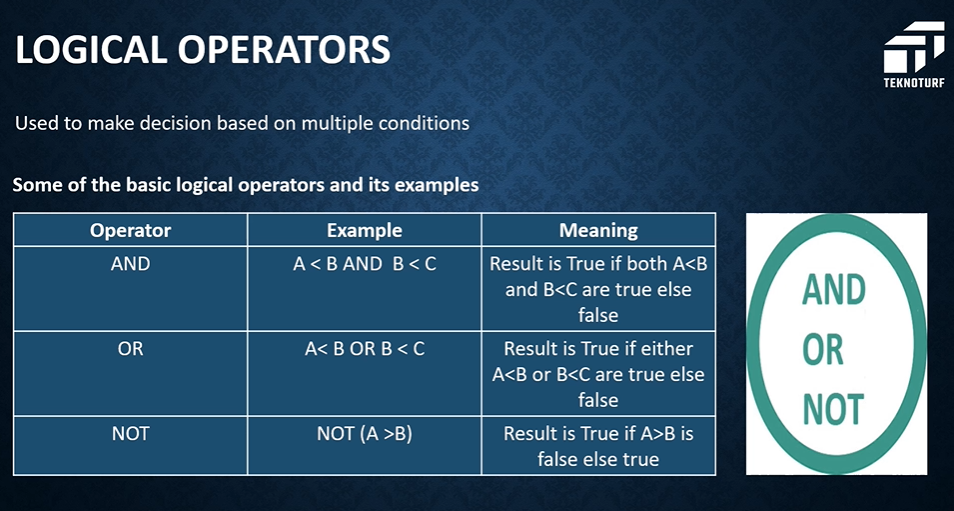 LOGICAL OPERATORS
TEKNOTURF
Used to make decision based on multiple conditions
Some of the basic logical operators and its examples
Operator Example Meaning
AND A < B AND B < C Result is True if both A<B
and B<C are true else
false
OR A< B OR B < C Result is True if either
A<B or B<C are true else
false
NOT NOT (A >B) Result is True if A>B is
false else true
AND
OR
NOT